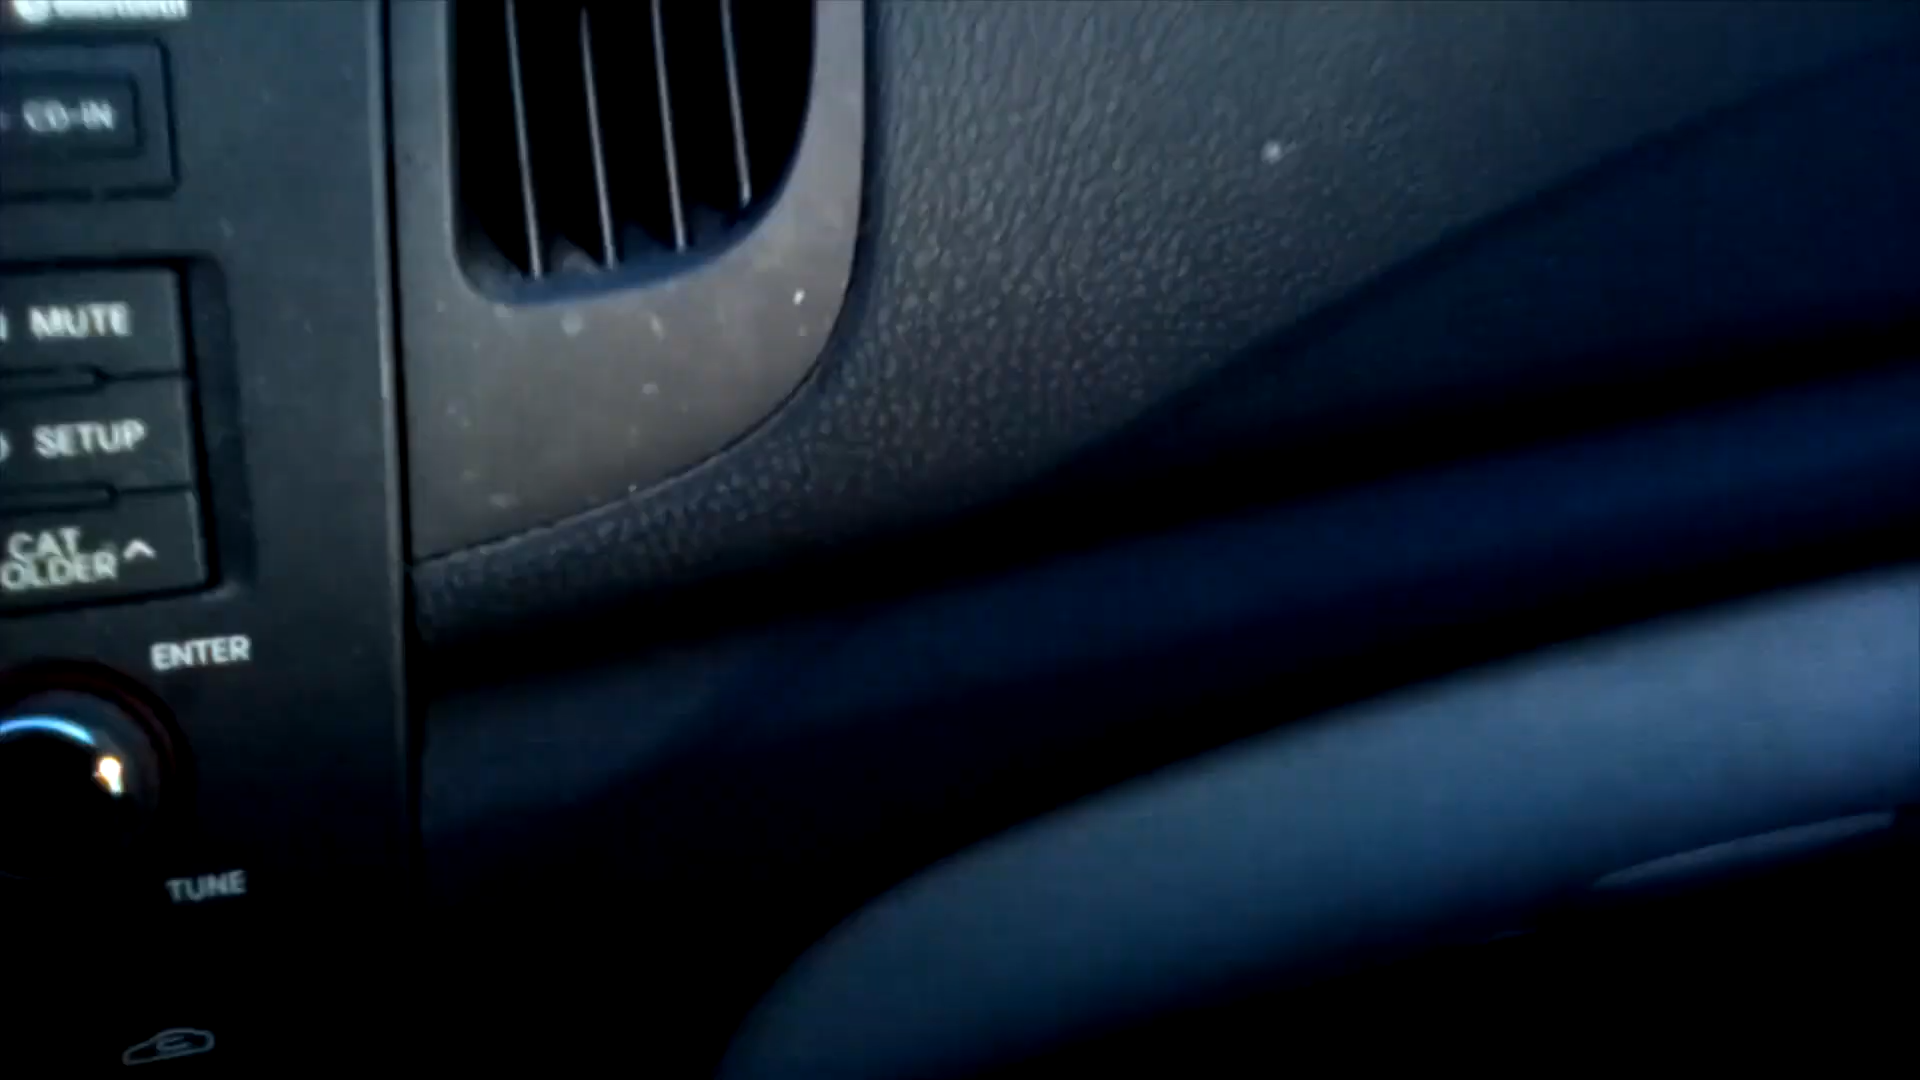 CD-IN
MUTE
SETUP
CAT
OLDER ^
ENTER
TUNE